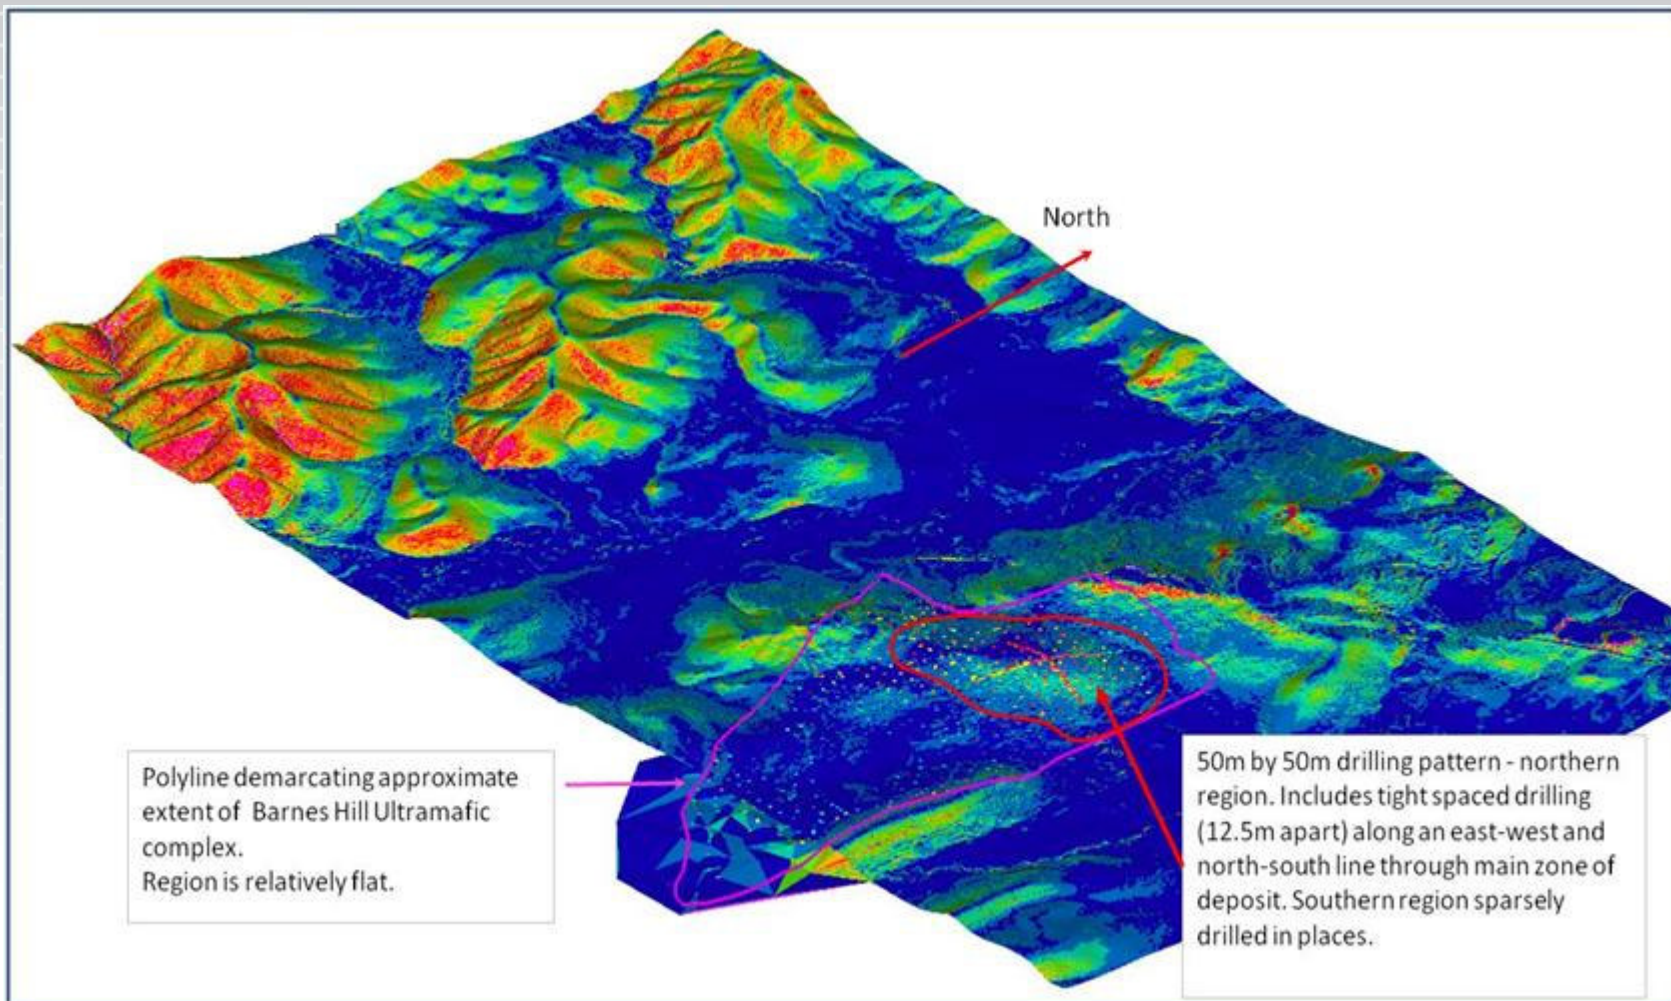 North
Polyline demarcating approximate
extent of Barnes Hill Ultramafic
complex.
Region is relatively flat.
50m by 50m drilling pattern - northern
region. Includes tight spaced drilling
(12.5m apart) along an east-west and
north-south line through main zone of
deposit. Southern region sparsely
drilled in places.